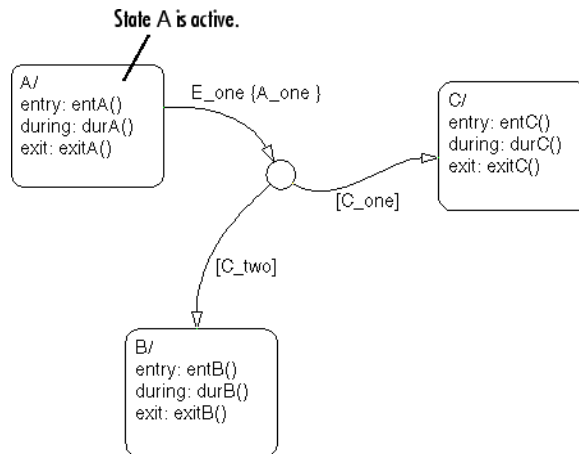 State A is active.
A/
entry: entA()
during: durA()
exit: exitA()
E_one {A_one }
C/
entry: entC()
during: durC()
exit: exitC()
[C_one]
[C_two]
B/
entry: entB()
during: durB()
exit: exitB()